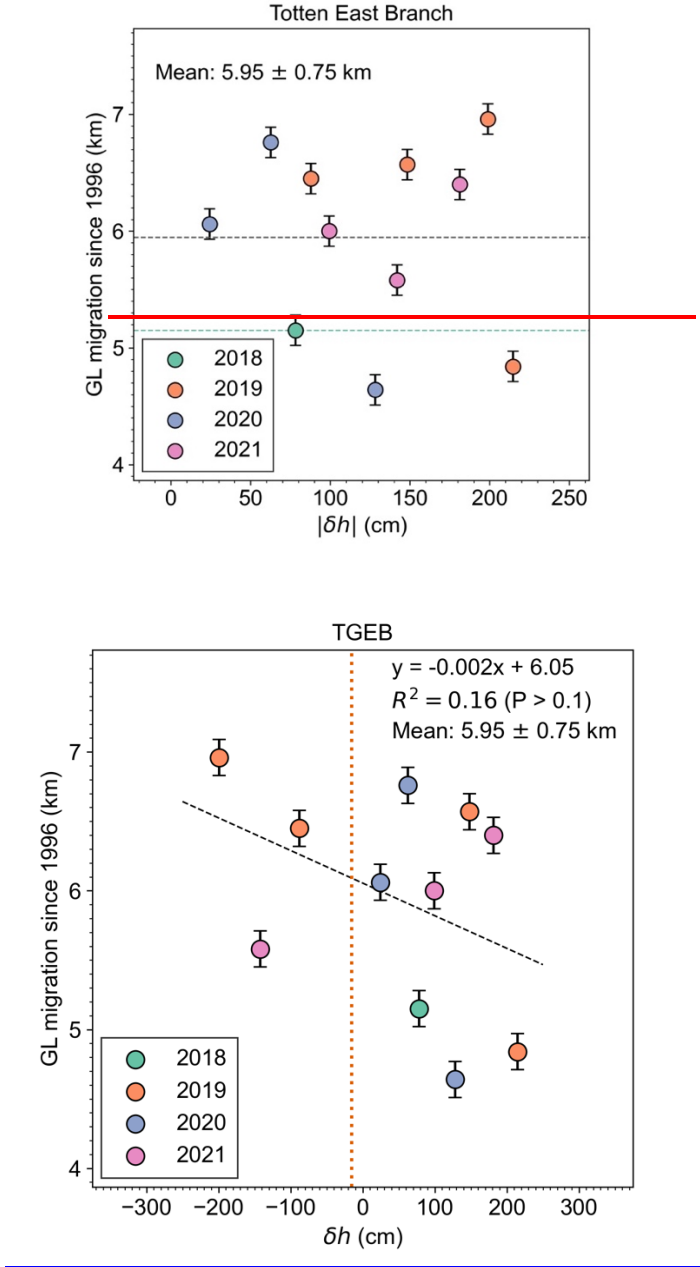 Totten East Branch
Mean: 5.95 ± 0.75 km
GL migration since 1996 (km)
7
6
5
4
2018
2019
2020
2021
0 50 100 150 200 250
|δh| (cm)
TGEB
y = -0.002x + 6.05
R² = 0.16 (P > 0.1)
Mean: 5.95 ± 0.75 km
GL migration since 1996 (km)
7
6
5
4
2018
2019
2020
2021
−300 −200 −100 0 100 200 300
δh (cm)